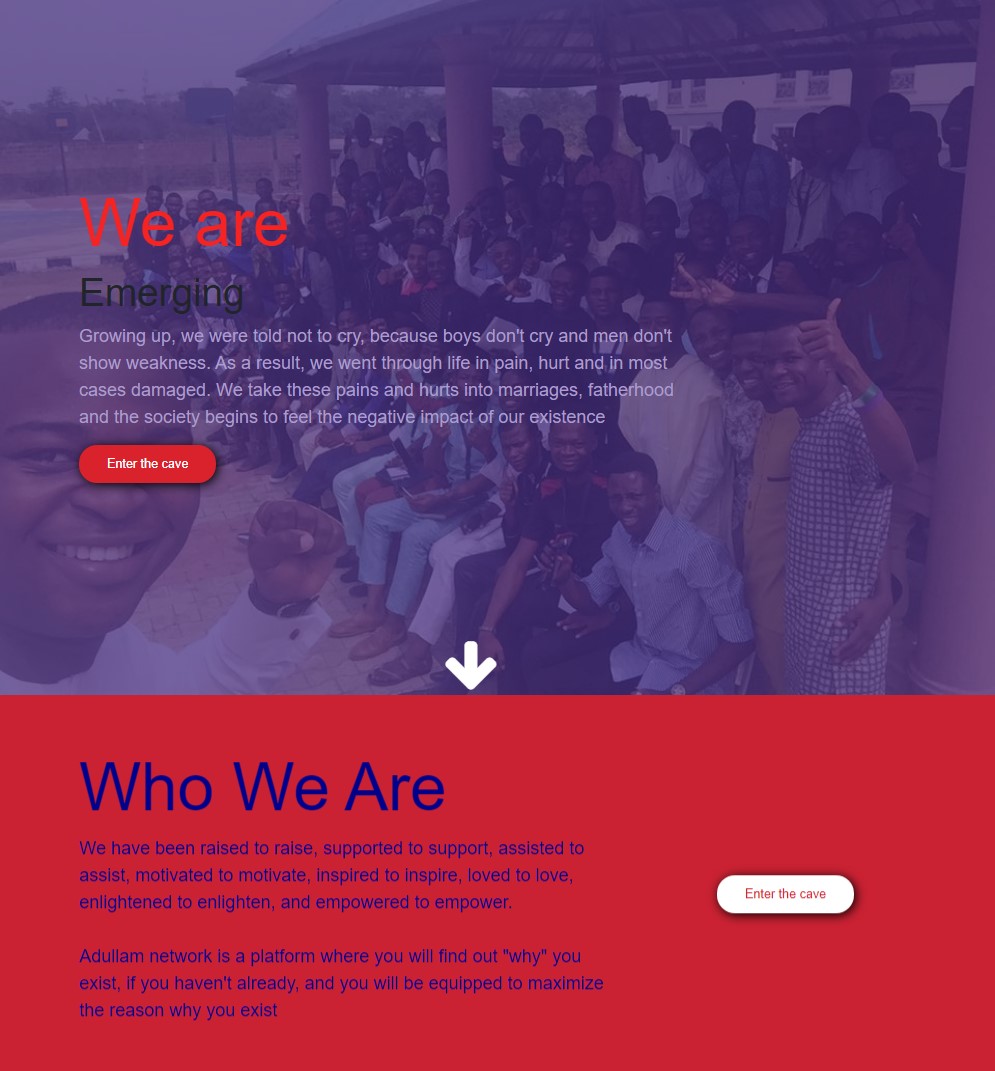 We are
Emerging
Growing up, we were told not to cry, because boys don't cry and men don't
show weakness. As a result, we went through life in pain, hurt and in most
cases damaged. We take these pains and hurts into marriages, fatherhood
and the society begins to feel the negative impact of our existence
Enter the cave
Who We Are
We have been raised to raise, supported to support, assisted to
assist, motivated to motivate, inspired to inspire, loved to love,
enlightened to enlighten, and empowered to empower.
Adullam network is a platform where you will find out "why" you
exist, if you haven't already, and you will be equipped to maximize
the reason why you exist
Enter the cave